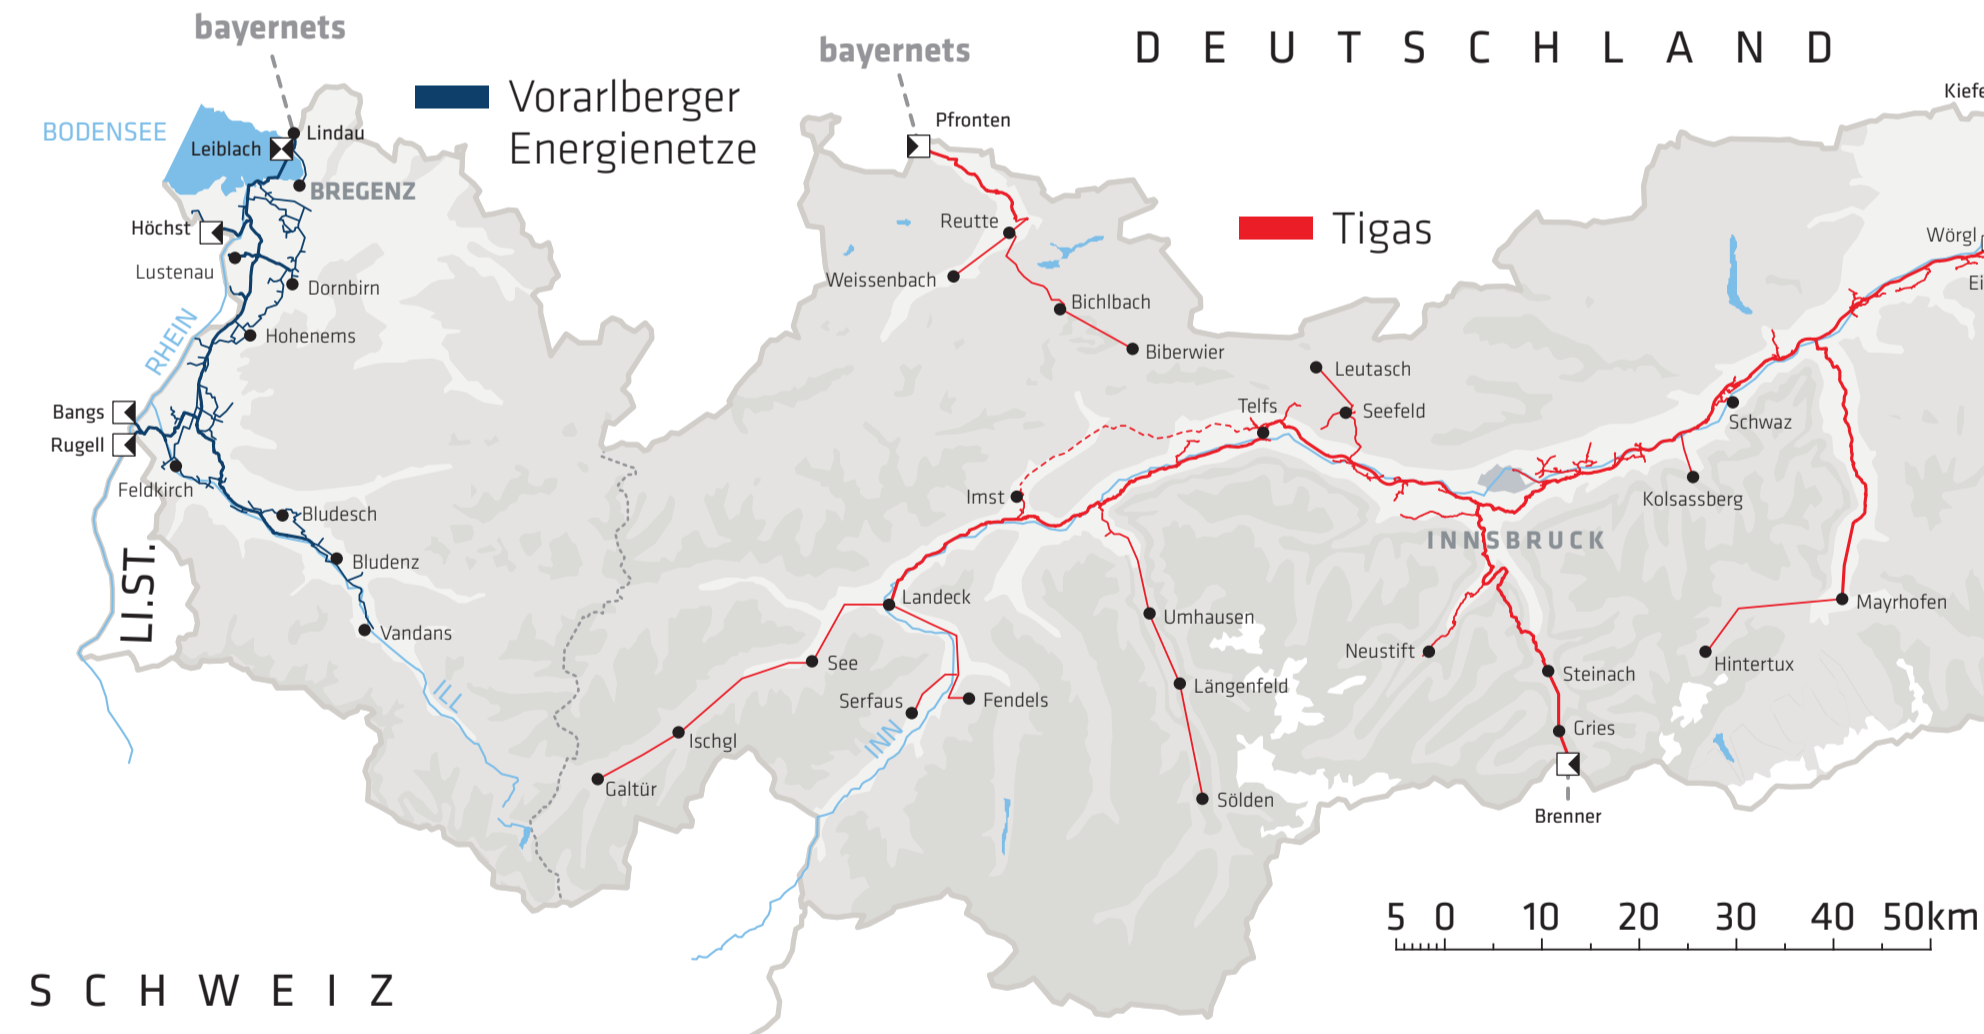 bayernets
bayernets
DEUTSCHLAND
Kiefe
Vorarlberger
Energienetze
BODENSEE
Lindau
Leiblach
BREGENZ
Pfronten
Höchst
Reutte
Tigas
Wörgl
Lustenau
Dornbirn
Weissenbach
Ei
Bichlbach
RHEIN
Hohenems
Biberwier
Leutasch
Bangs
Telfs
Seefeld
Schwaz
Rugell
Feldkirch
Imst
Kolsassberg
Bludesch
INNSBRUCK
Bludenz
LI.ST.
Landeck
Mayrhofen
Umhausen
Vandans
See
Neustift
Hintertux
Steinach
Längenfeld
ILL
Serfaus
Fendels
INN
Ischgl
Gries
Galtür
Sölden
Brenner
5 0 10 20 30 40 50km
SCHWEIZ